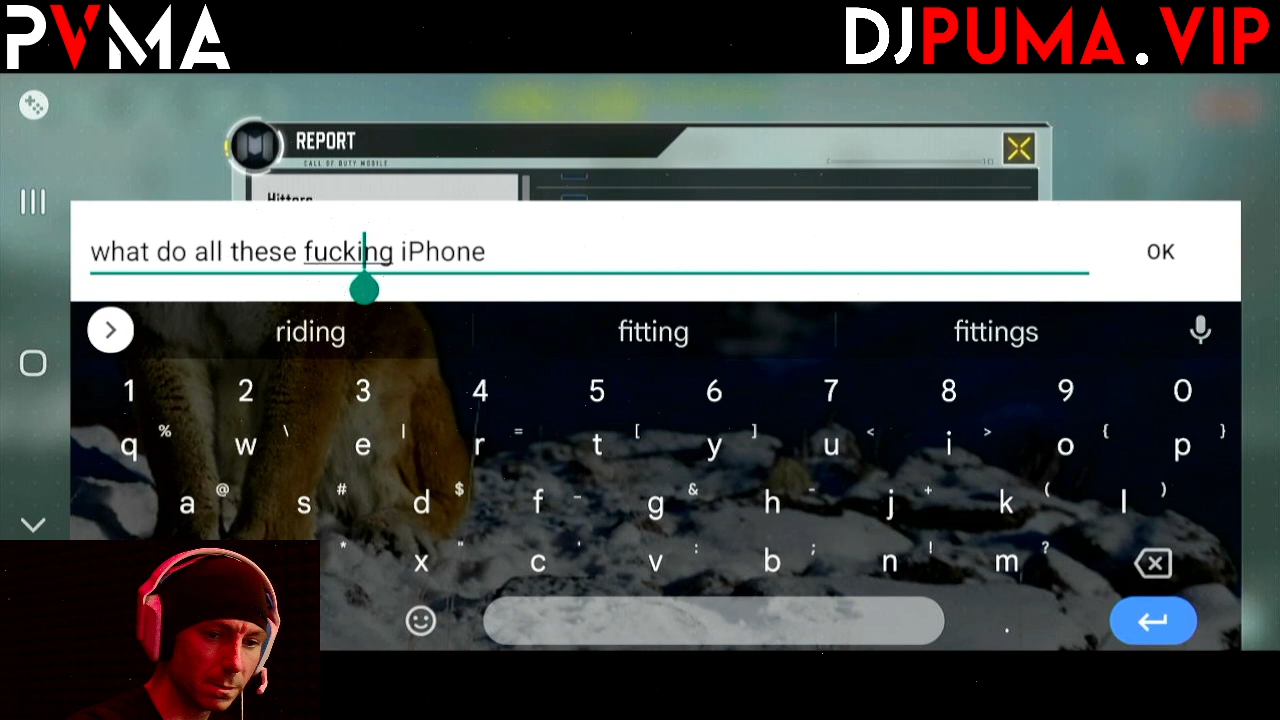 PVMA
DJPUMA.VIP
REPORT
CALL OF DUTY MOBILE
Hitters
what do all these fucking iPhone
OK
riding fitting fittings
1 2 3 4 5 6 7 8 9 0
% \ | = [ ] < > { }
q w e r t y u i o p
@ # $ _ & - + ( )
a s d f g h j k l
* " ' : ; ! ?
x c v b n m
.